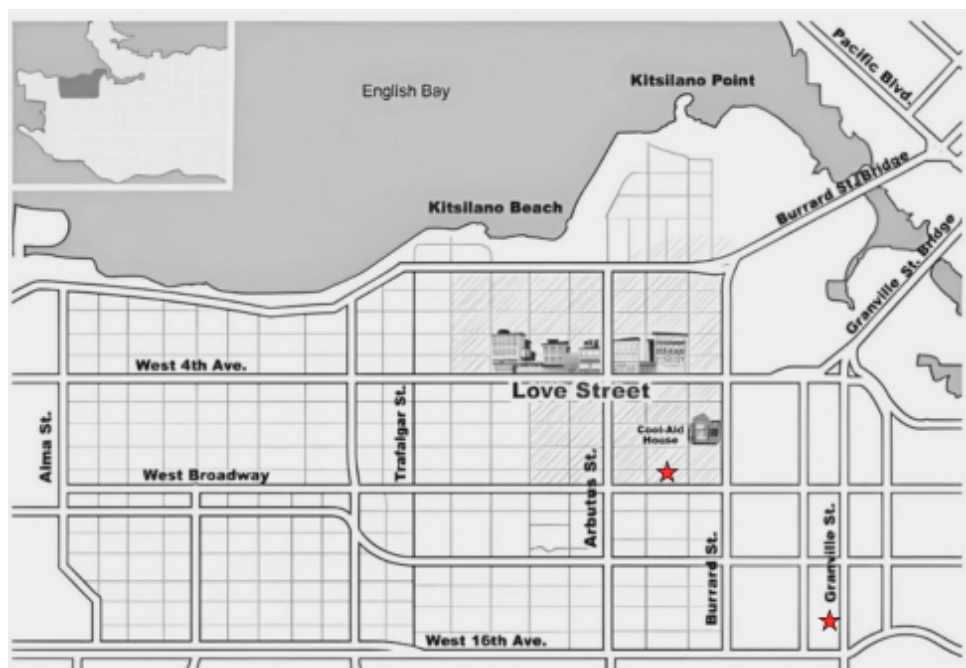 Pacific Blvd.
Kitsilano Point
English Bay
Burrard St. Bridge
Kitsilano Beach
Granville St. Bridge
West 4th Ave.
Love Street
Alma St.
Trafalgar St.
Cool-Aid
House
Arbutus St.
West Broadway
Burrard St.
Granville St.
West 16th Ave.